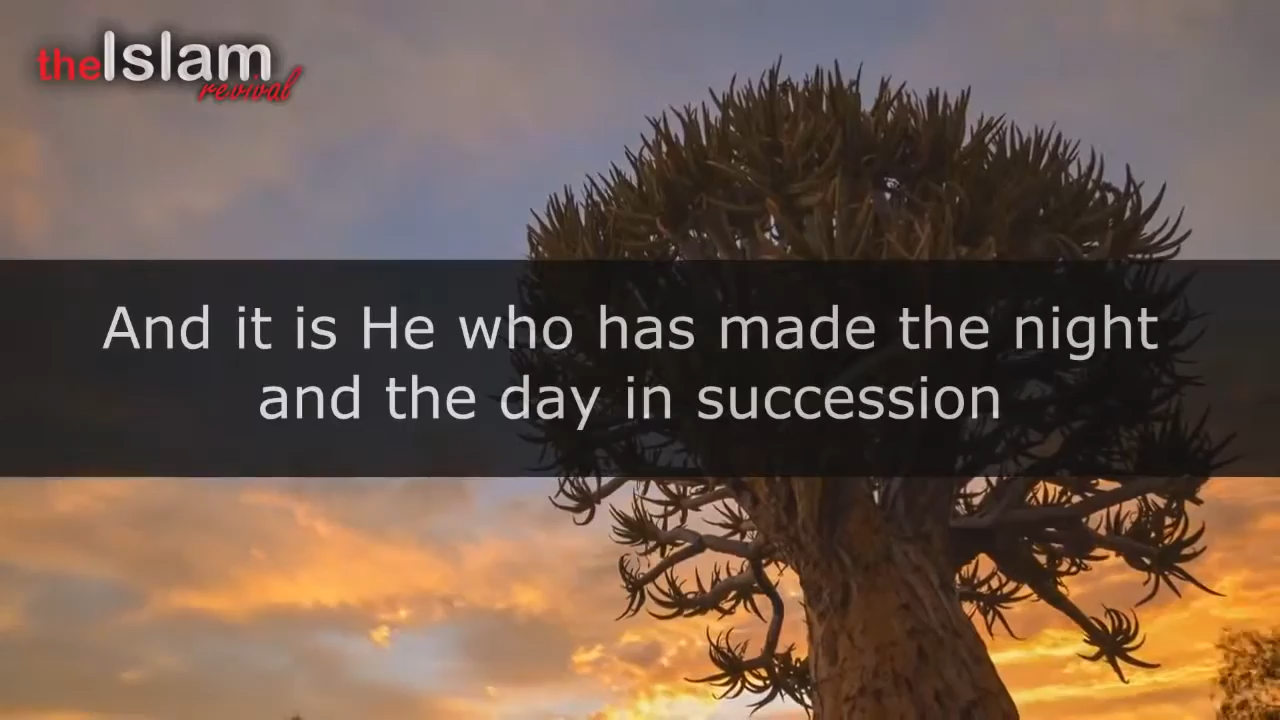 theIslam
revival
And it is He who has made the night
and the day in succession